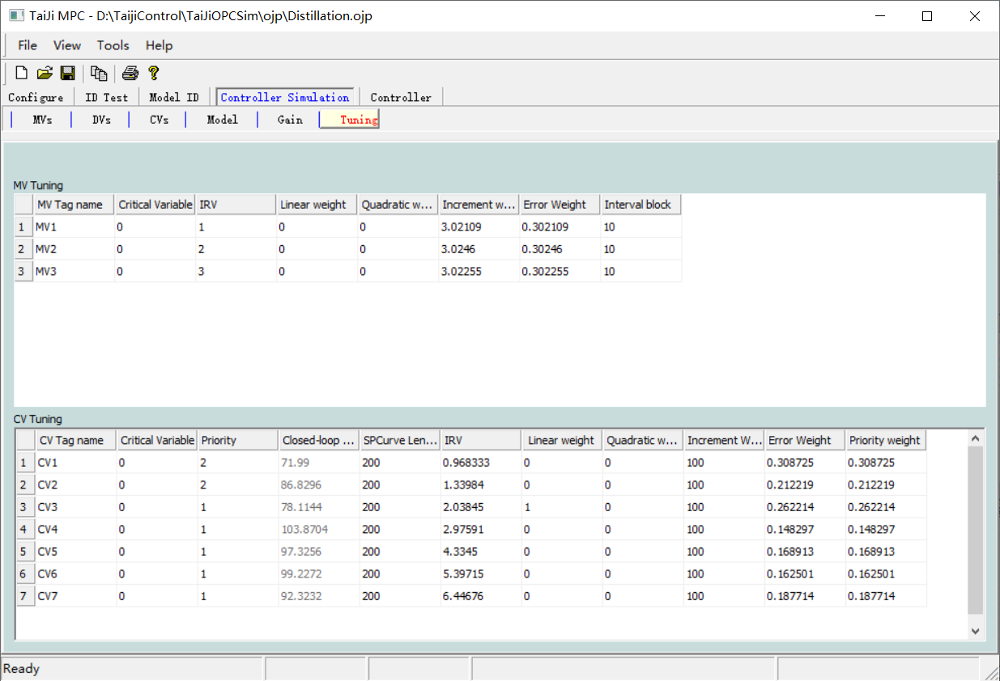 TaiJi MPC - D:\TaijiControl\TaiJiOPCSim\ojp\Distillation.ojp
File View Tools Help
Configure ID Test Model ID Controller Simulation Controller
MVs DVs CVs Model Gain Tuning
MV Tuning
MV Tag name Critical Variable IRV Linear weight Quadratic w... Increment w... Error Weight Interval block
1 MV1 0 1 0 0 3.02109 0.302109 10
2 MV2 0 2 0 0 3.0246 0.30246 10
3 MV3 0 3 0 0 3.02255 0.302255 10
CV Tuning
CV Tag name Critical Variable Priority Closed-loop ... SPCurve Len... IRV Linear weight Quadratic w... Increment W... Error Weight Priority weight
1 CV1 0 2 71.99 200 0.968333 0 0 100 0.308725 0.308725
2 CV2 0 2 86.8296 200 1.33984 0 0 100 0.212219 0.212219
3 CV3 0 1 78.1144 200 2.03845 1 0 100 0.262214 0.262214
4 CV4 0 1 103.8704 200 2.97591 0 0 100 0.148297 0.148297
5 CV5 0 1 97.3256 200 4.3345 0 0 100 0.168913 0.168913
6 CV6 0 1 99.2272 200 5.39715 0 0 100 0.162501 0.162501
7 CV7 0 1 92.3232 200 6.44676 0 0 100 0.187714 0.187714
Ready